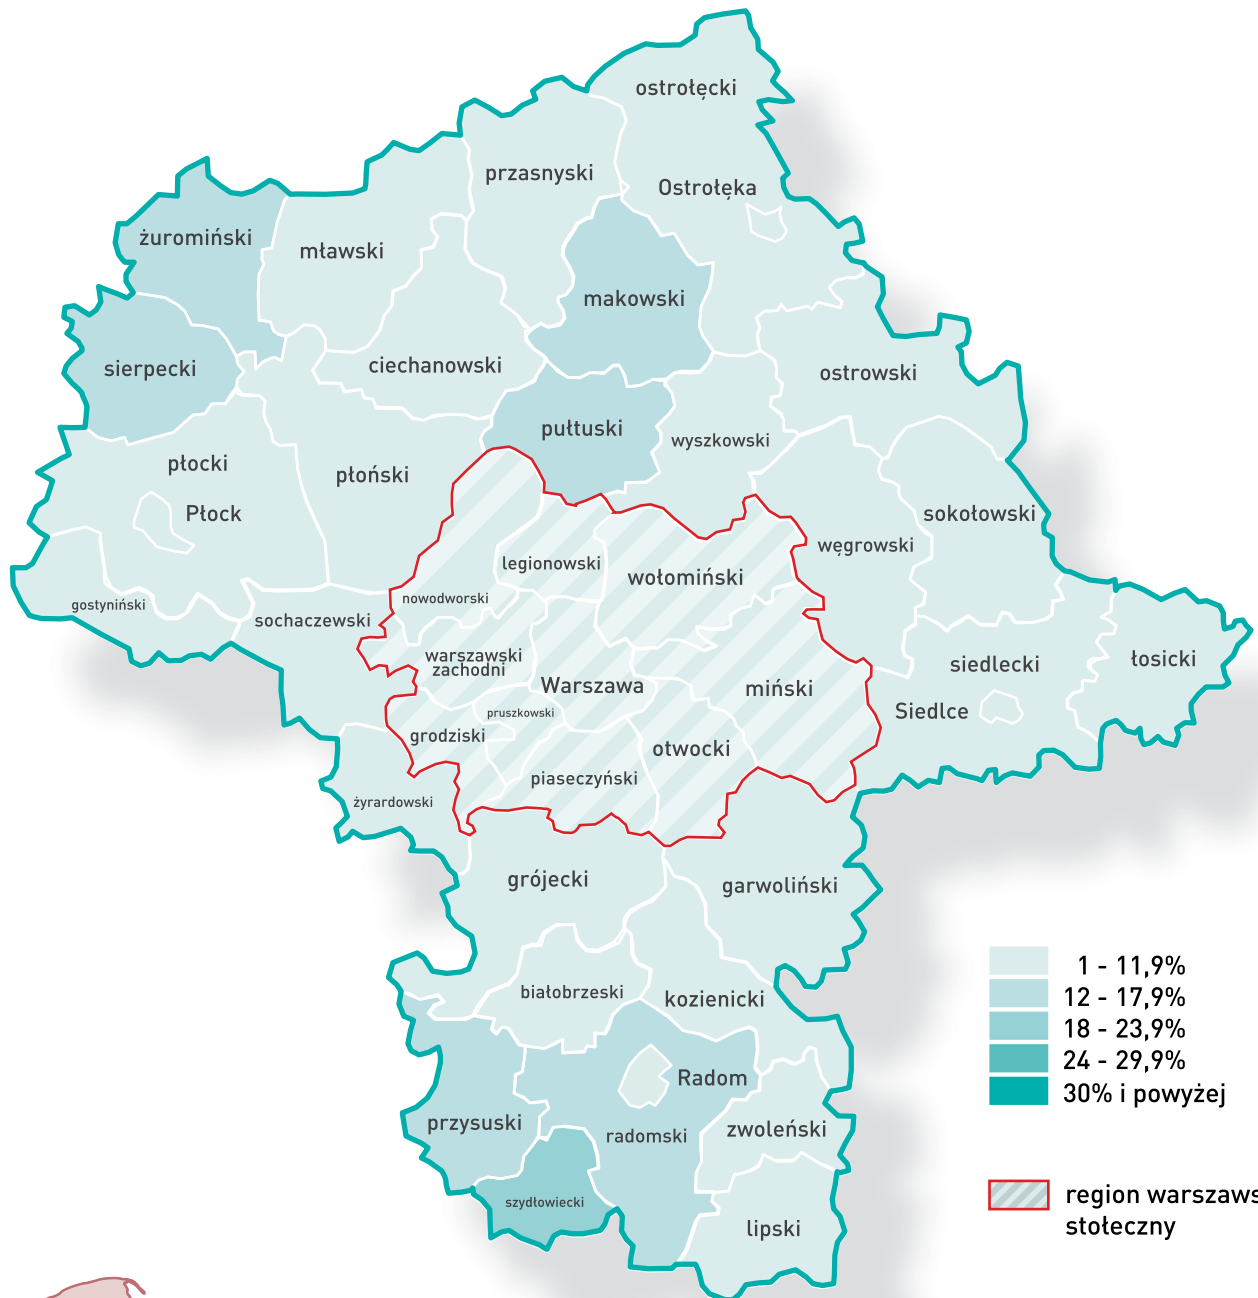 ostrołęcki
przasnyski
Ostrołęka
żuromiński
mławski
makowski
sierpecki
ciechanowski
ostrowski
pułtuski
wyszkowski
płocki
płoński
Płock
sokołowski
węgrowski
legionowski
wołomiński
nowodworski
gostyniński
sochaczewski
warszawski
zachodni
siedlecki
łosicki
Warszawa
miński
Siedlce
pruszkowski
grodziski
otwocki
piaseczyński
żyrardowski
grójecki
garwoliński
białobrzeski
kozienicki
Radom
przysuski
radomski
zwoleński
szydłowiecki
lipski
1 - 11,9%
12 - 17,9%
18 - 23,9%
24 - 29,9%
30% i powyżej
region warszaws
stołeczny